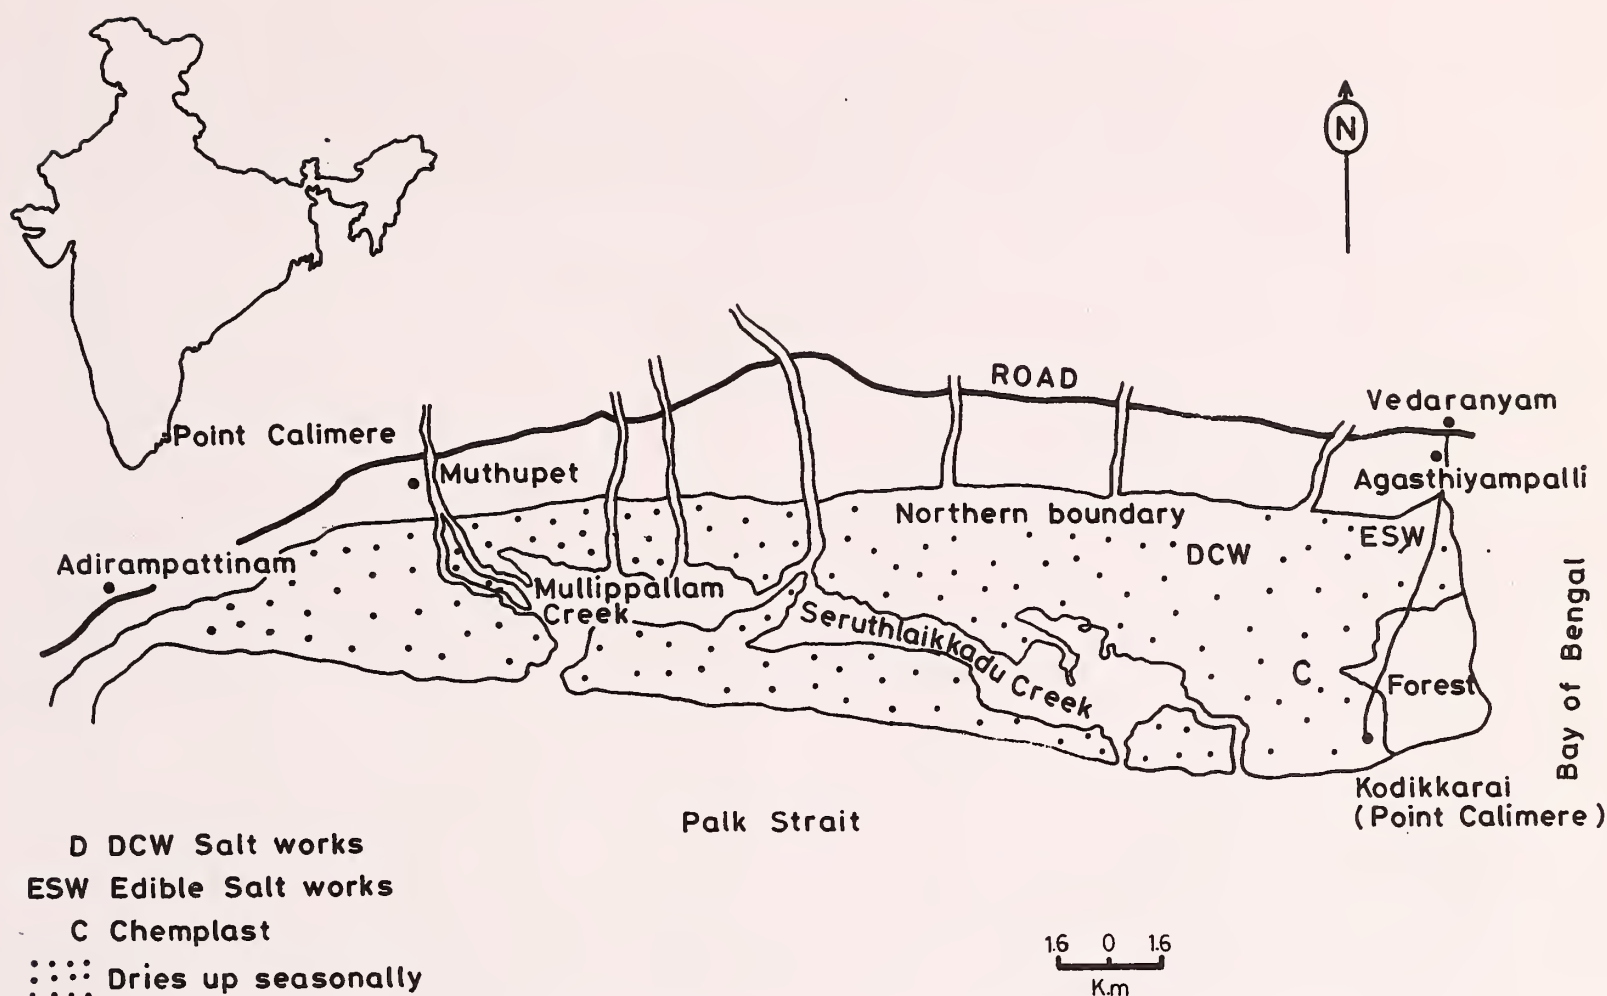 N
ROAD
Vedaranyam
Point Calimere
Muthupet
Agasthiyampalli
Northern boundary
ESW
DCW
Adirampattinam
Mullippallam
Creek
Seruthlaikkadu Creek
C
Forest
Bay of Bengal
Kodikkarai
(Point Calimere)
Palk Strait
D DCW Salt works
ESW Edible Salt works
C Chemplast
Dries up seasonally
1.6 0 1.6
K.m